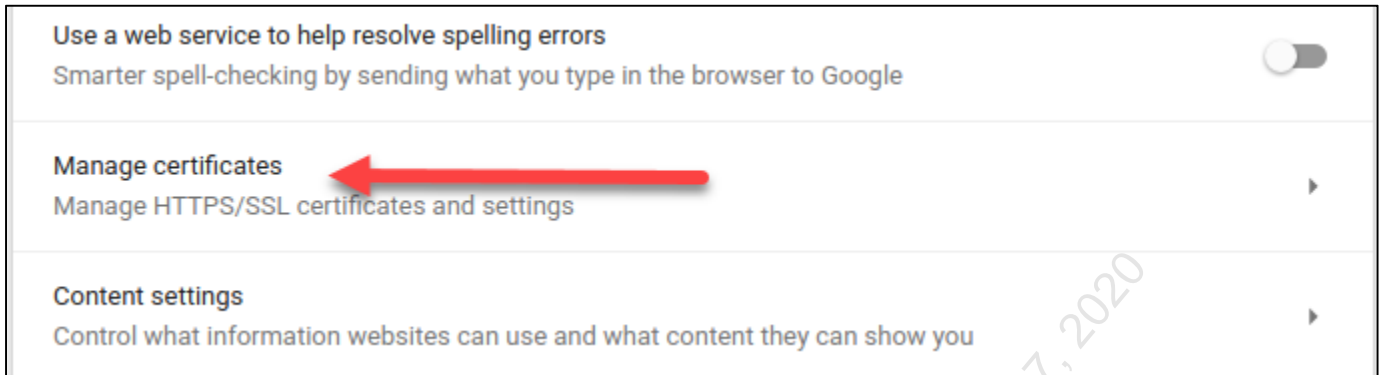 Use a web service to help resolve spelling errors
Smarter spell-checking by sending what you type in the browser to Google
Manage certificates
Manage HTTPS/SSL certificates and settings
Content settings
Control what information websites can use and what content they can show you
7, 2020